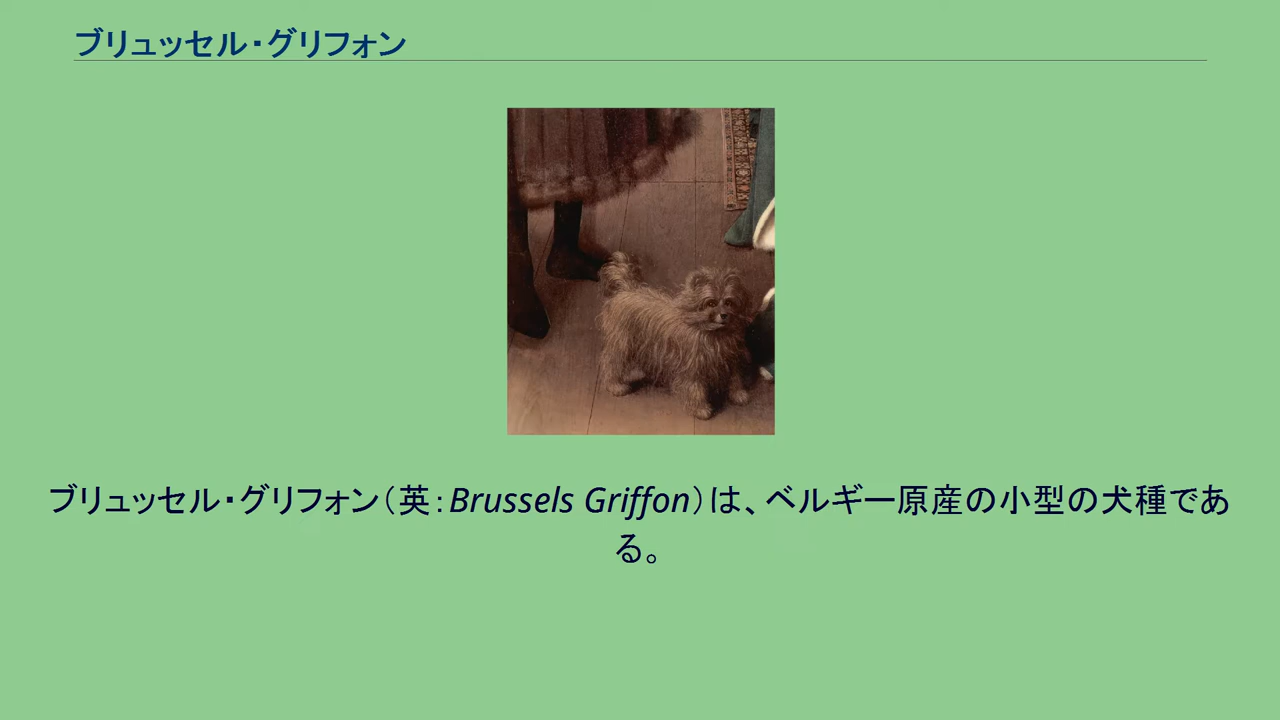 ブリュッセル・グリフォン
ブリュッセル・グリフォン（英：Brussels Griffon）は、ベルギー原産の小型の犬種であ
る。